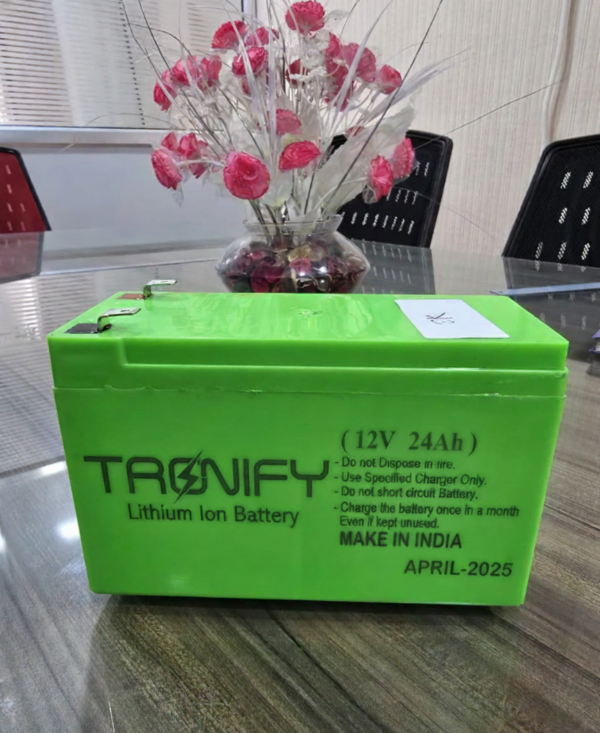 ( 12V 24Ah )
TRONIFY
Lithium Ion Battery
- Do not Dispose in fire.
- Use Specified Charger Only.
- Do not short circuit Battery.
- Charge the battery once in a month
Even if kept unused.
MAKE IN INDIA
APRIL-2025